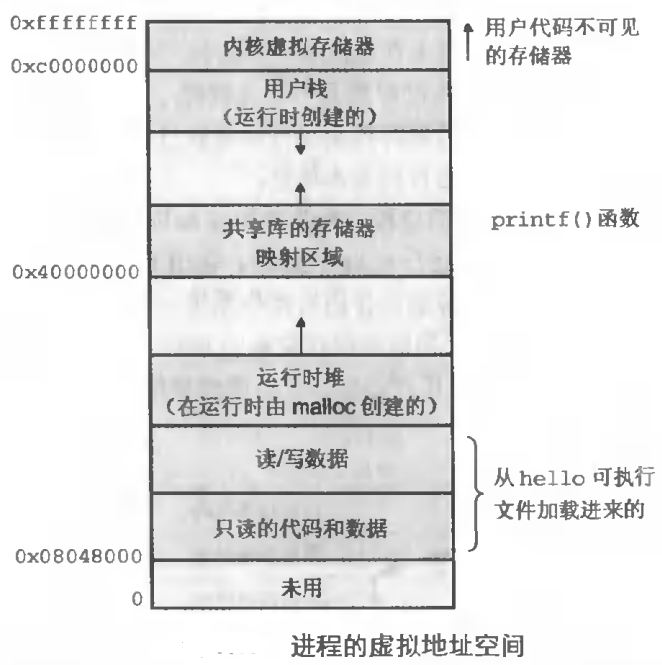 0xffffffff
内核虚拟存储器
用户代码不可见
的存储器
0xc0000000
用户栈
（运行时创建的）
共享库的存储器
映射区域
printf()函数
0x40000000
运行时堆
（在运行时由 malloc 创建的）
读/写数据
只读的代码和数据
从hello 可执行
文件加载进来的
0x08048000
未用
0
进程的虚拟地址空间